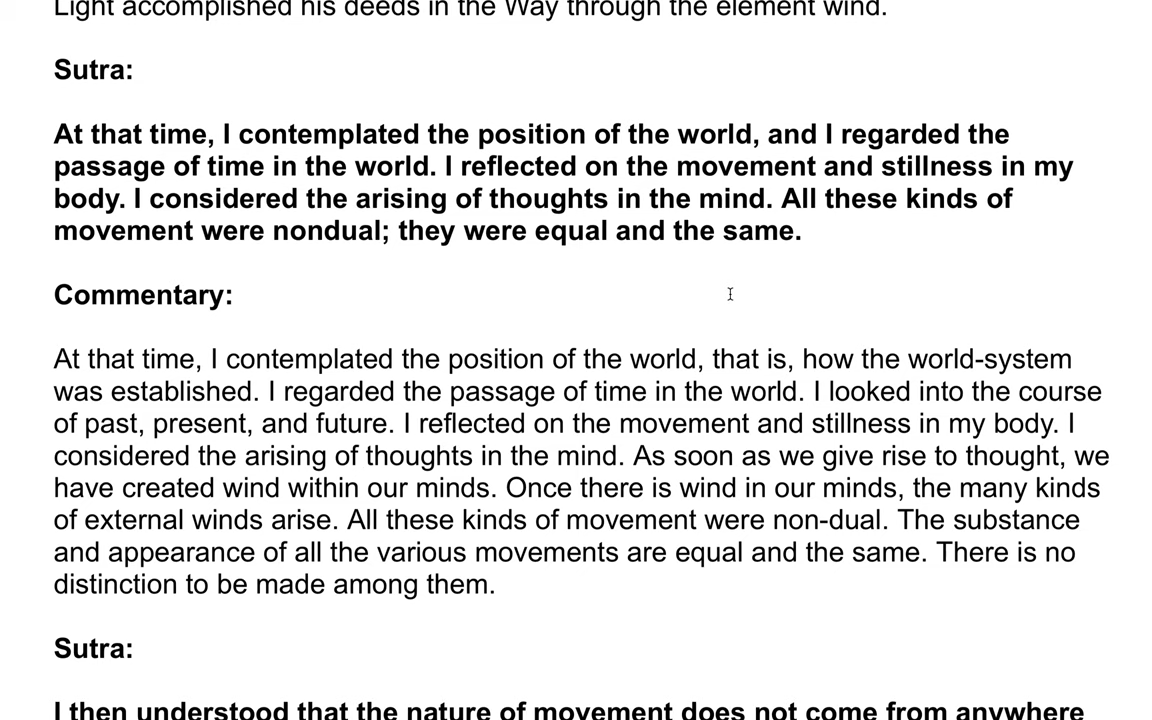 Light accomplished his deeds in the Way through the element wind.
Sutra:
At that time, I contemplated the position of the world, and I regarded the
passage of time in the world. I reflected on the movement and stillness in my
body. I considered the arising of thoughts in the mind. All these kinds of
movement were nondual; they were equal and the same.
Commentary:
At that time, I contemplated the position of the world, that is, how the world-system
was established. I regarded the passage of time in the world. I looked into the course
of past, present, and future. I reflected on the movement and stillness in my body. I
considered the arising of thoughts in the mind. As soon as we give rise to thought, we
have created wind within our minds. Once there is wind in our minds, the many kinds
of external winds arise. All these kinds of movement were non-dual. The substance
and appearance of all the various movements are equal and the same. There is no
distinction to be made among them.
Sutra:
I then understood that the nature of movement does not come from anywhere